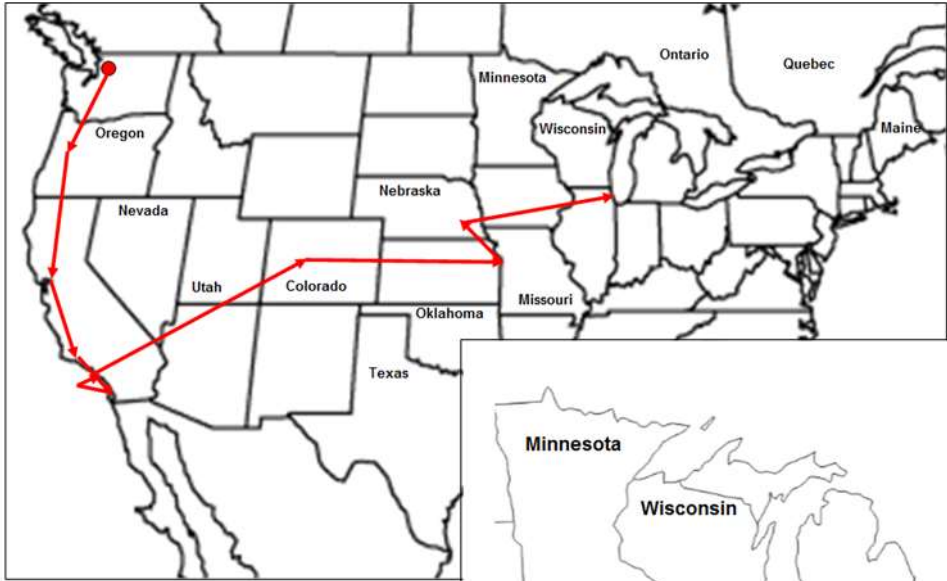 Ontario
Quebec
Minnesota
Oregon
Wisconsin
Maine
Nebraska
Nevada
Utah
Colorado
Missouri
Oklahoma
Texas
Minnesota
Wisconsin